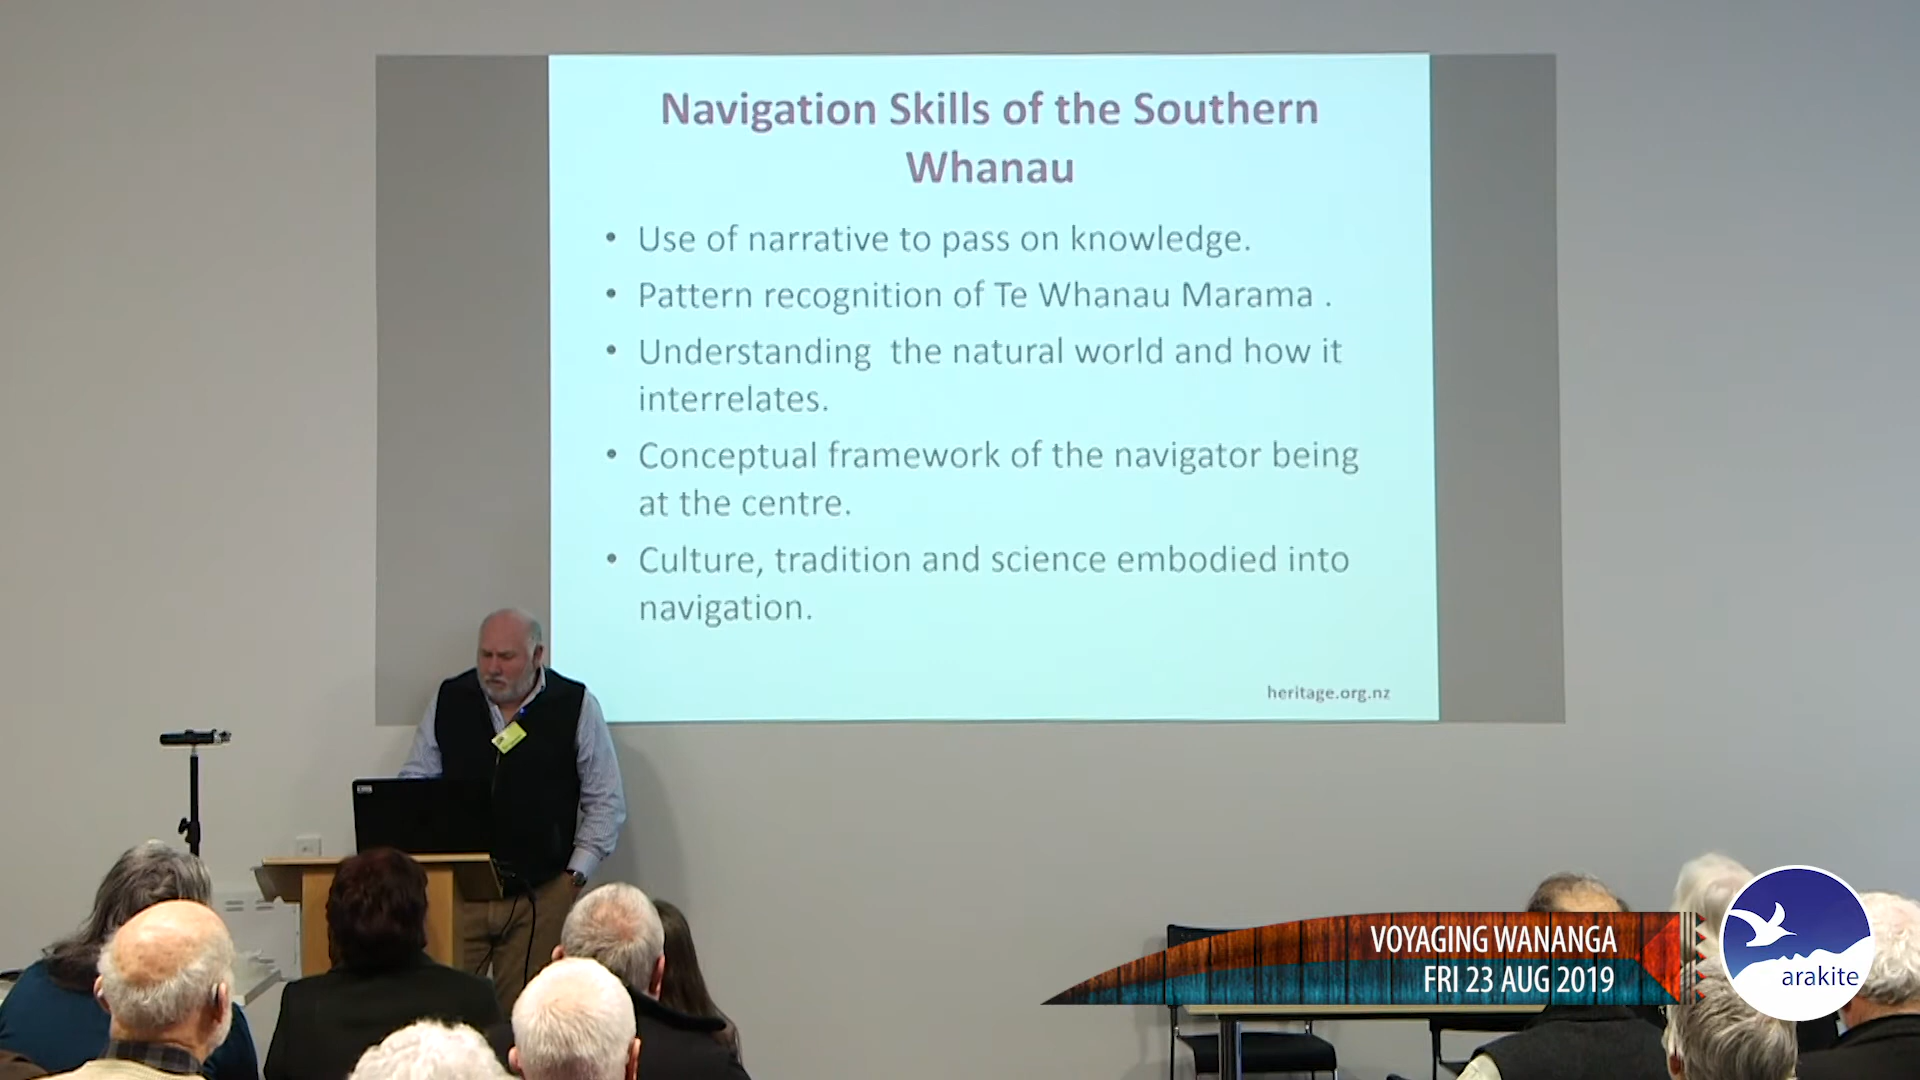 Navigation Skills of the Southern
Whanau
• Use of narrative to pass on knowledge.
• Pattern recognition of Te Whanau Marama .
• Understanding the natural world and how it
interrelates.
• Conceptual framework of the navigator being
at the centre.
• Culture, tradition and science embodied into
navigation.
heritage.org.nz
VOYAGING WANANGA
FRI 23 AUG 2019
arakite